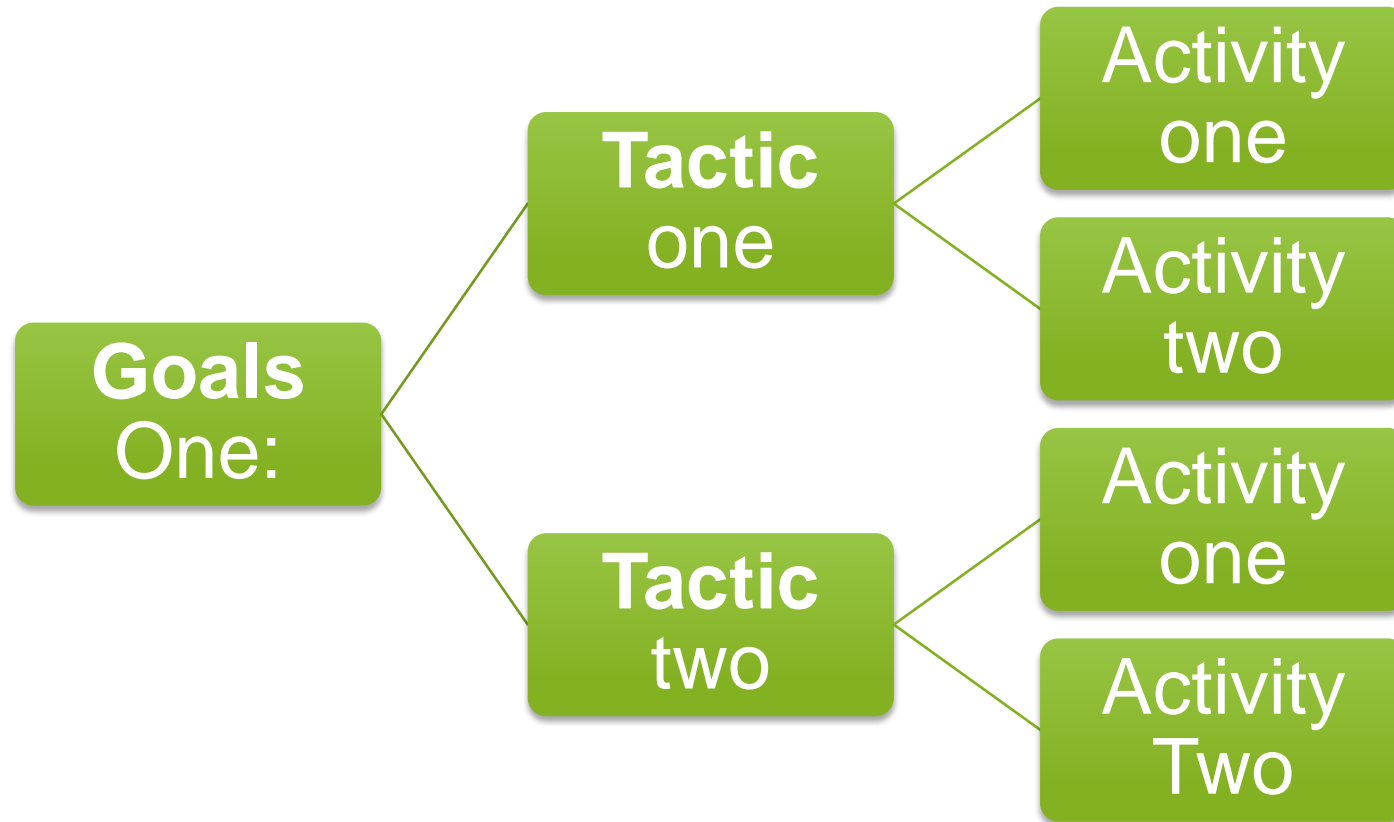 Goals
One:
Tactic
one
Activity
one
Activity
two
Tactic
two
Activity
one
Activity
Two